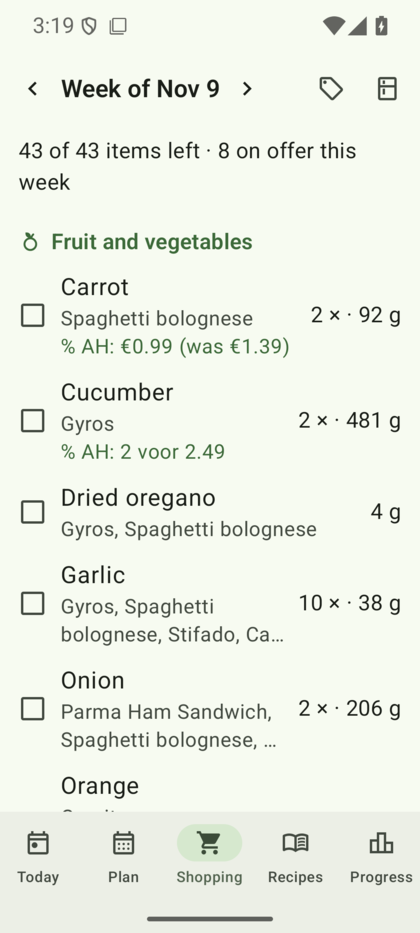 3:19
Week of Nov 9
43 of 43 items left · 8 on offer this
week
Fruit and vegetables
Carrot
Spaghetti bolognese
2 × · 92 g
% AH: €0.99 (was €1.39)
Cucumber
Gyros
2 × · 481 g
% AH: 2 voor 2.49
Dried oregano
4 g
Gyros, Spaghetti bolognese
Garlic
Gyros, Spaghetti
10 × · 38 g
bolognese, Stifado, Ca…
Onion
Parma Ham Sandwich,
2 × · 206 g
Spaghetti bolognese, …
Orange
Today
Plan
Shopping
Recipes
Progress